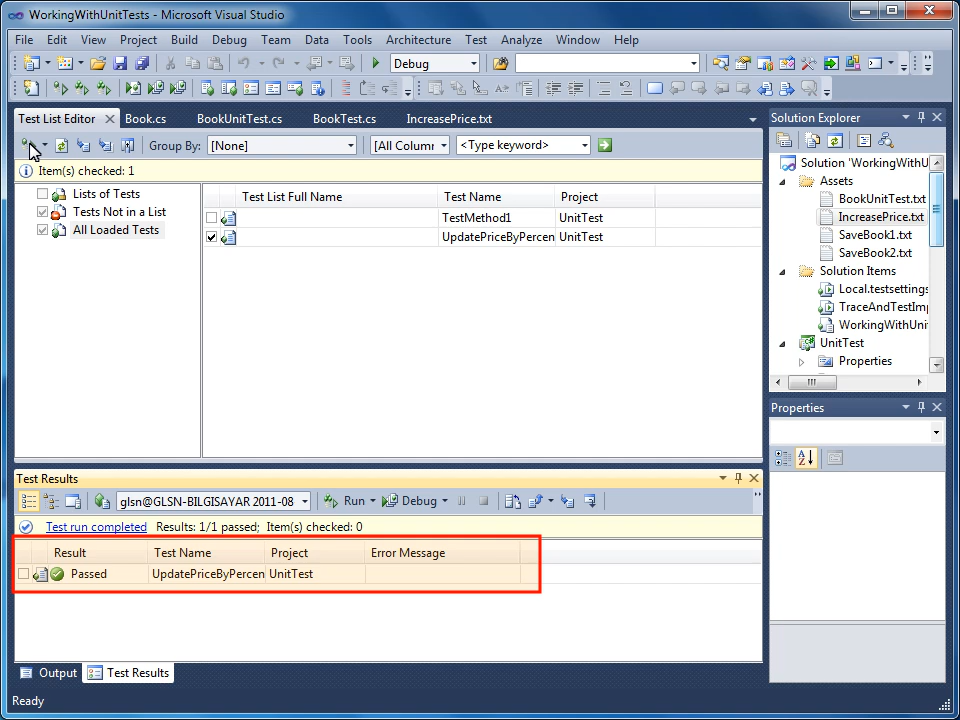 WorkingWithUnitTests - Microsoft Visual Studio
File Edit View Project Build Debug Team Data Tools Architecture Test Analyze Window Help
Debug
Test List Editor Book.cs BookUnitTest.cs BookTest.cs IncreasePrice.txt
Group By: [None] [All Column <Type keyword>
Item(s) checked: 1
Lists of Tests
Tests Not in a List
All Loaded Tests
Test List Full Name Test Name Project
TestMethod1 UnitTest
UpdatePriceByPercen UnitTest
Solution Explorer
Solution 'WorkingWithU
Assets
BookUnitTest.txt
IncreasePrice.txt
SaveBook1.txt
SaveBook2.txt
Solution Items
Local.testsettings
TraceAndTestImp
WorkingWithUni
UnitTest
Properties
Properties
Test Results
glsn@GLSN-BILGISAYAR 2011-08 Run Debug
Test run completed Results: 1/1 passed; Item(s) checked: 0
Result Test Name Project Error Message
Passed UpdatePriceByPercen UnitTest
Output Test Results
Ready